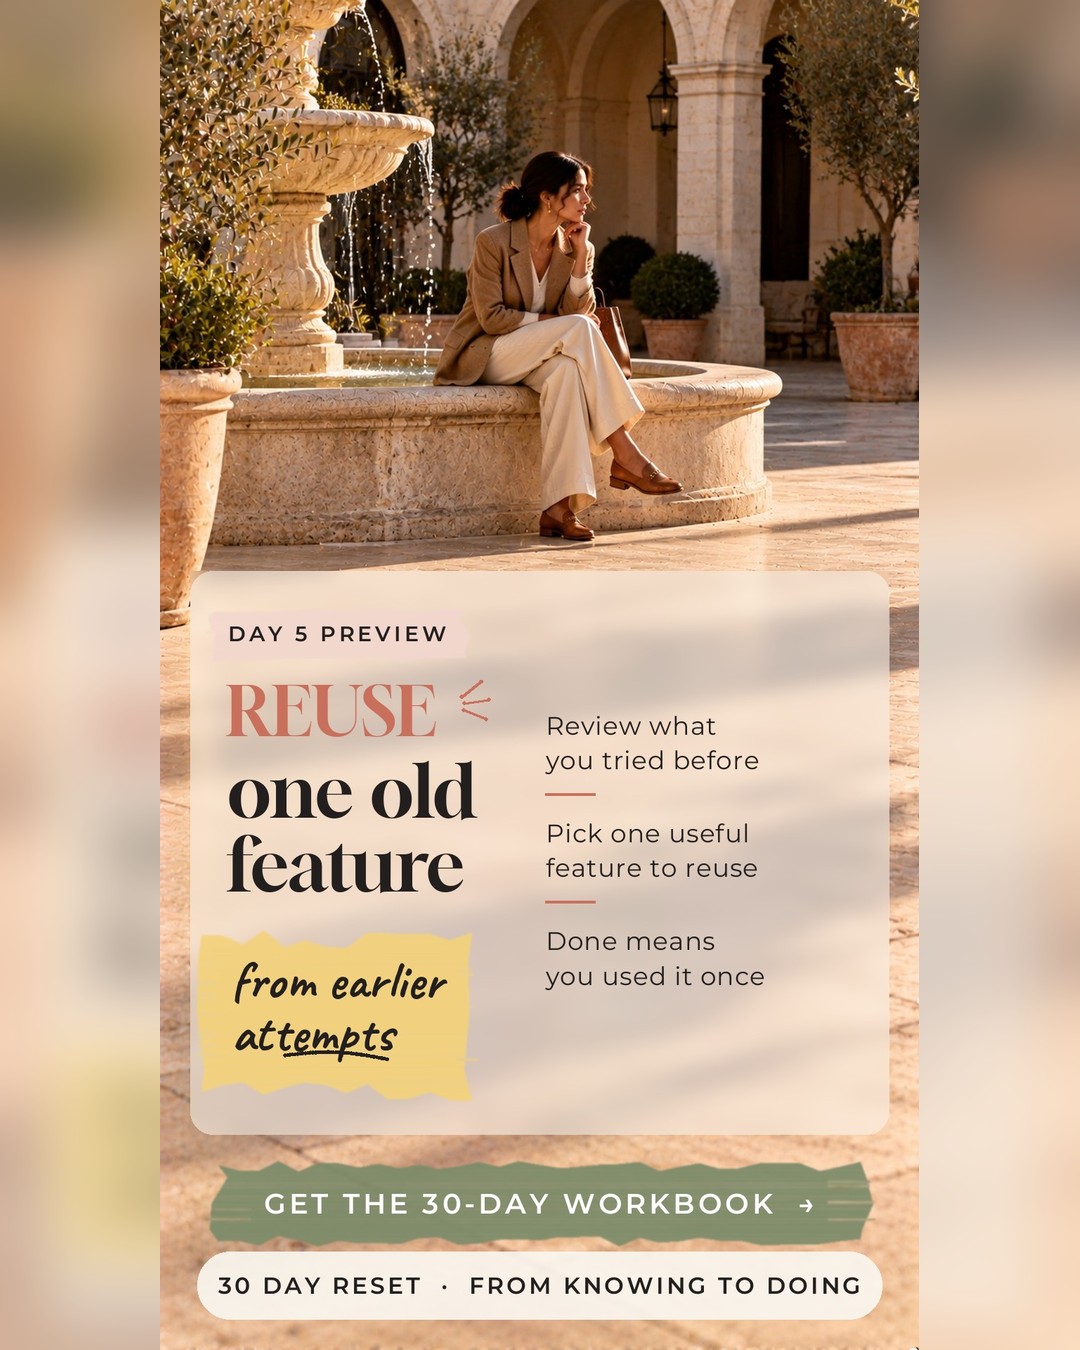 DAY 5 PREVIEW
REUSE
one old
feature
from earlier
attempts
Review what
you tried before
Pick one useful
feature to reuse
Done means
you used it once
GET THE 30-DAY WORKBOOK →
30 DAY RESET · FROM KNOWING TO DOING